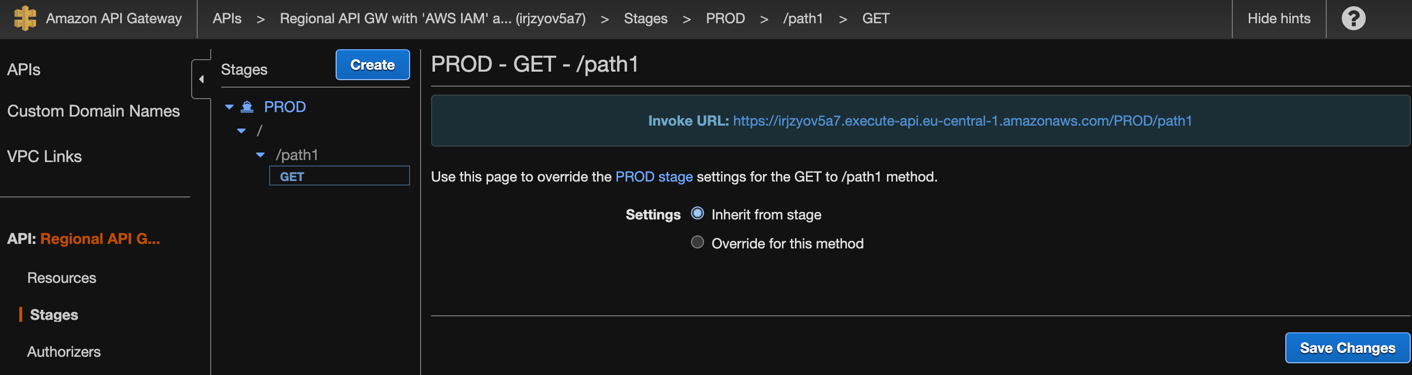 Amazon API Gateway
APIs > Regional API GW with 'AWS IAM' a... (irjzyov5a7) > Stages > PROD > /path1 > GET
Hide hints
?
APIs
Custom Domain Names
VPC Links
API: Regional API G...
Resources
Stages
Authorizers
Stages
Create
PROD
/
/path1
GET
PROD - GET - /path1
Invoke URL: https://irjzyov5a7.execute-api.eu-central-1.amazonaws.com/PROD/path1
Use this page to override the PROD stage settings for the GET to /path1 method.
Settings Inherit from stage
Override for this method
Save Changes